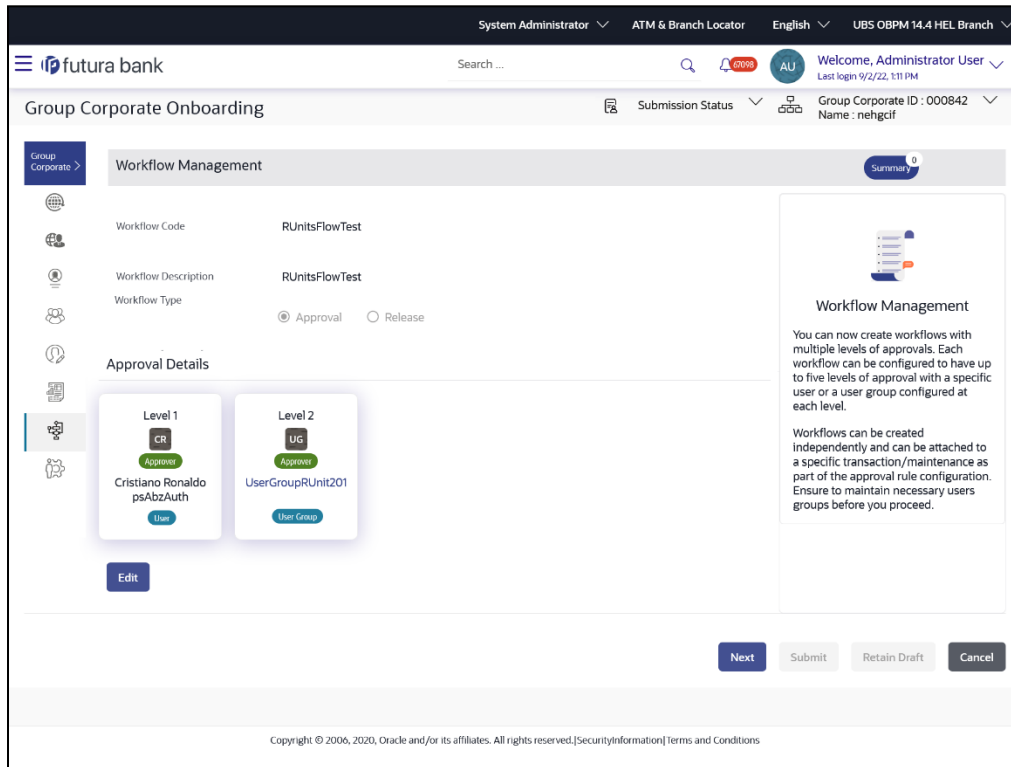 System Administrator ATM & Branch Locator English UBS OBPM 14.4 HEL Branch
futura bank Search ... 67098 AU Welcome, Administrator User
Last login 9/2/22, 1:11 PM
Group Corporate Onboarding Submission Status Group Corporate ID : 000842
Name : nehgcif
Group
Corporate >
Workflow Management Summary 0
Workflow Code RUnitsFlowTest
Workflow Description RUnitsFlowTest
Workflow Type
Approval Release
Approval Details
Level 1
CR
Approver
Cristiano Ronaldo
psAbzAuth
User
Level 2
UG
Approver
UserGroupRUnit201
User Group
Edit
Workflow Management
You can now create workflows with
multiple levels of approvals. Each
workflow can be configured to have up
to five levels of approval with a specific
user or a user group configured at
each level.
Workflows can be created
independently and can be attached to
a specific transaction/maintenance as
part of the approval rule configuration.
Ensure to maintain necessary users
groups before you proceed.
Next Submit Retain Draft Cancel
Copyright © 2006, 2020, Oracle and/or its affiliates. All rights reserved.|SecurityInformation|Terms and Conditions